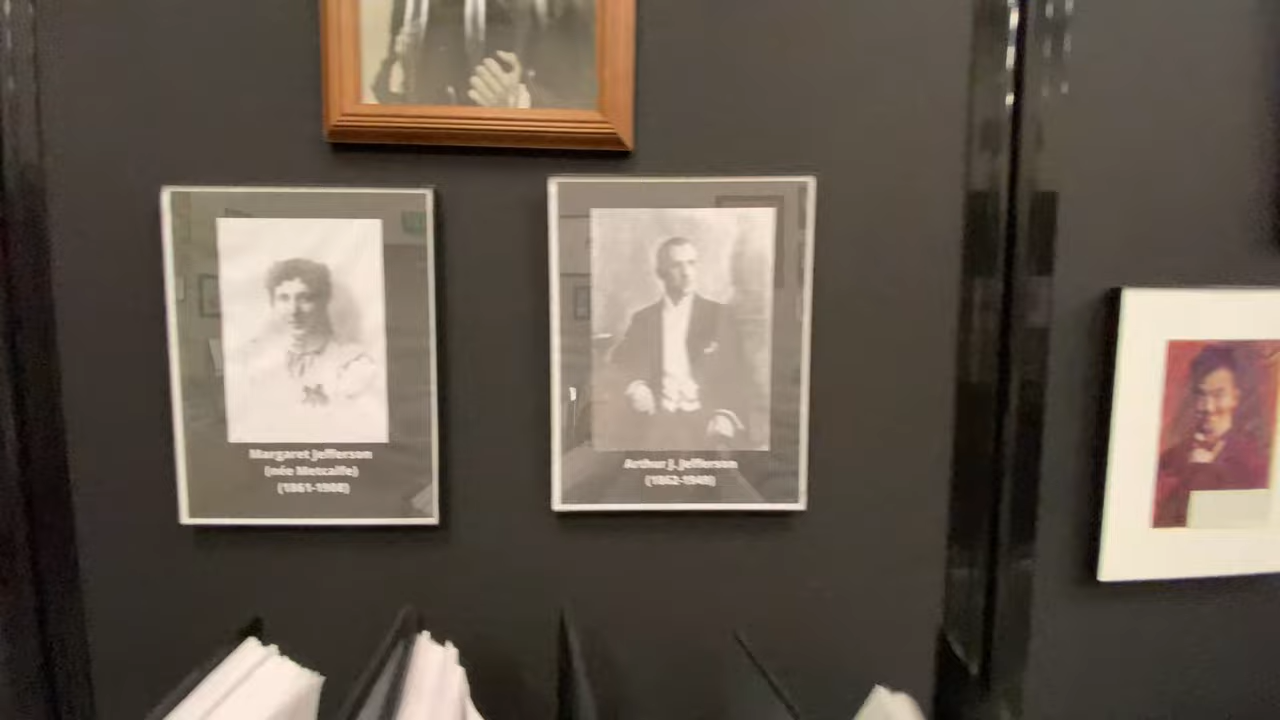 Margaret Jefferson
(née Metcalfe)
(1861-1908)
Arthur J. Jefferson
(1862-1949)